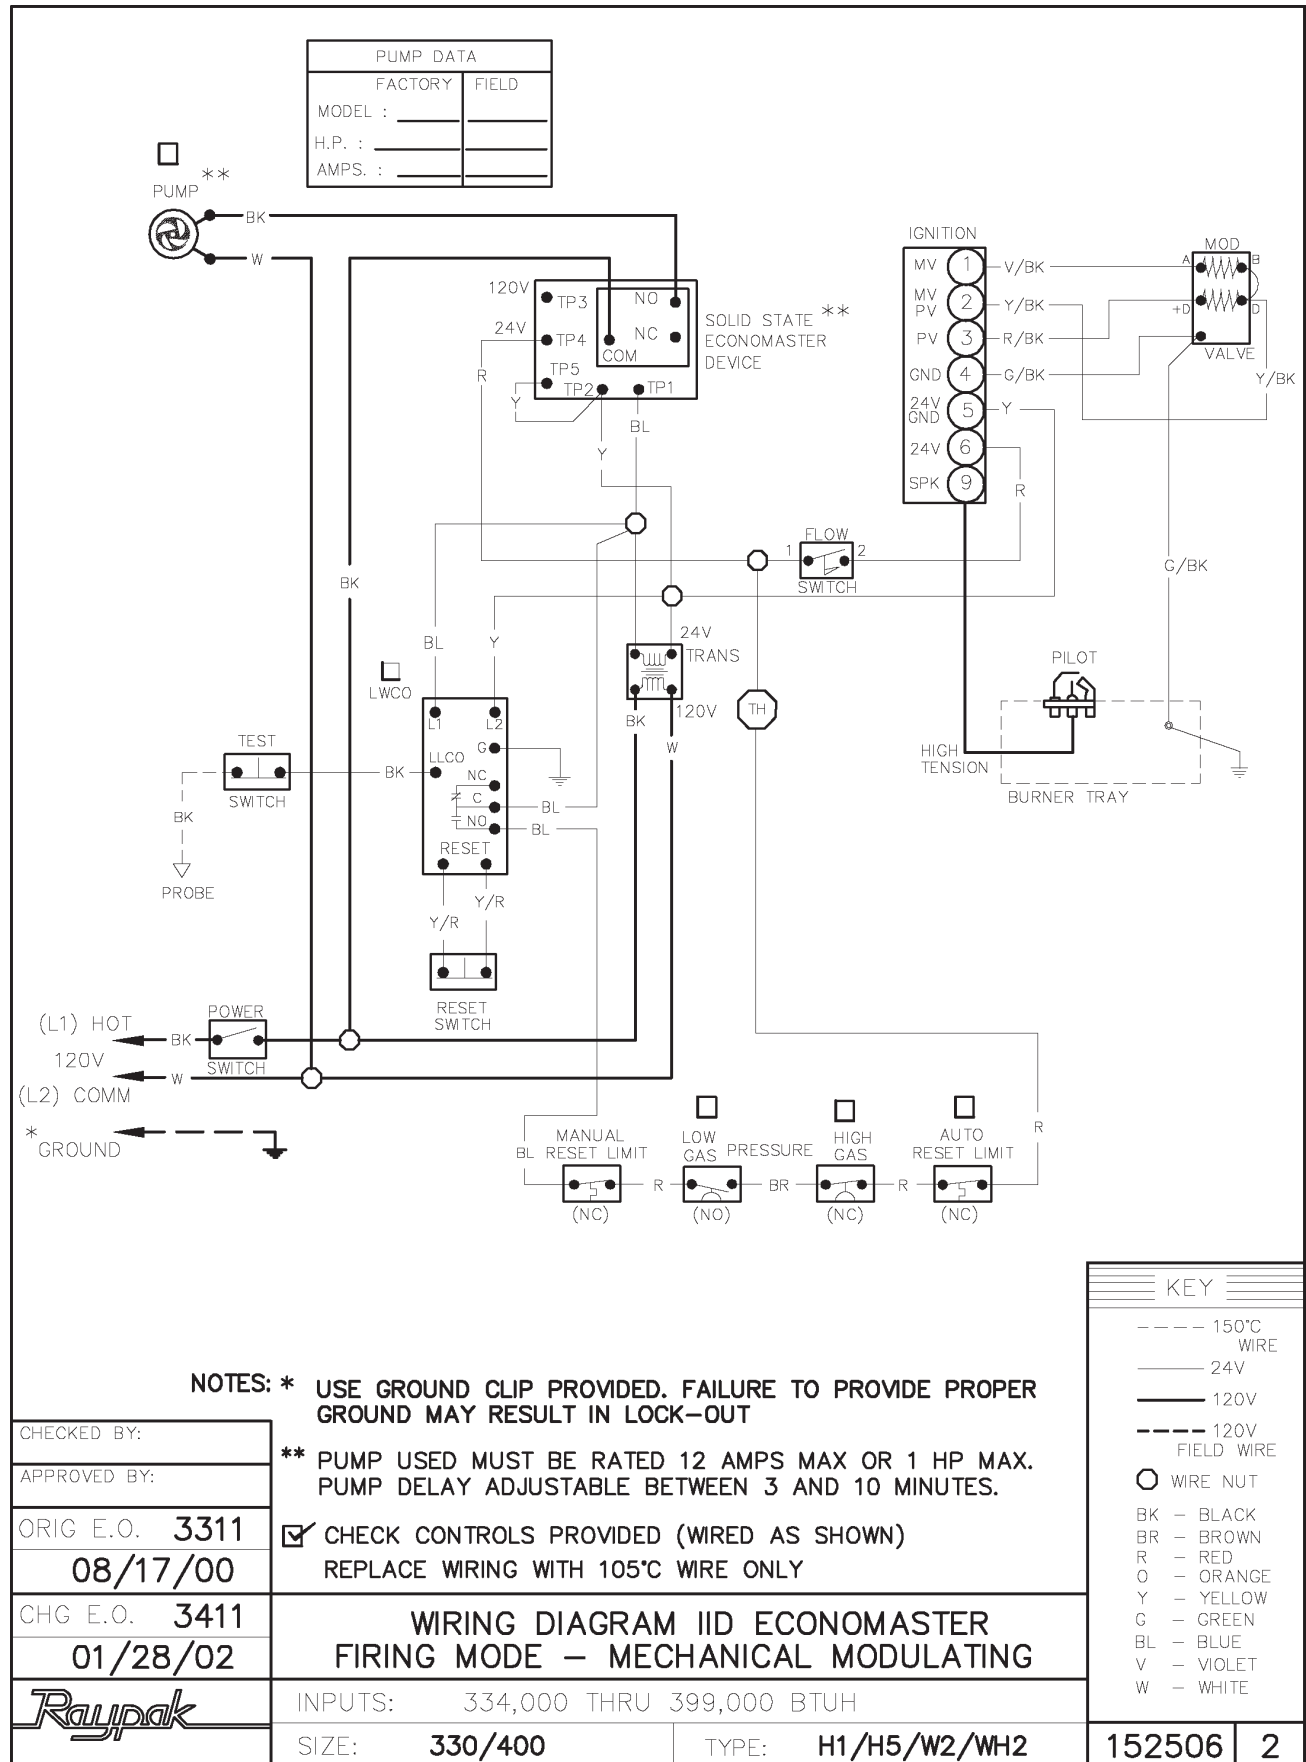 PUMP DATA
FACTORY FIELD
MODEL :
H.P. :
AMPS. :
**
PUMP
BK
W
IGNITION
MV 1 V/BK
MV
PV 2 Y/BK
PV 3 R/BK
GND 4 G/BK
24V
GND 5 Y
24V 6
SPK 9
R
MOD
A B
+D D
VALVE
Y/BK
G/BK
120V TP3
24V TP4
TP5
TP2 TP1
NO
NC
COM
SOLID STATE **
ECONOMASTER
DEVICE
R
Y
BL
Y
FLOW
1 2
SWITCH
BK
BL
Y
24V
TRANS
120V
BK
W
TH
LWCO
L1 L2
G
LLCO
NC
C
NO
RESET
BL
BL
TEST
SWITCH
BK
BK
PROBE
Y/R
Y/R
RESET
SWITCH
PILOT
HIGH
TENSION
BURNER TRAY
POWER
SWITCH
(L1) HOT
BK
120V
W
(L2) COMM
*
GROUND
MANUAL
RESET LIMIT
LOW
GAS
PRESSURE
HIGH
GAS
AUTO
RESET LIMIT
BL
R
BR
R
R
(NC)
(NO)
(NC)
(NC)
KEY
150°C
WIRE
24V
120V
120V
FIELD WIRE
WIRE NUT
BK – BLACK
BR – BROWN
R – RED
O – ORANGE
Y – YELLOW
G – GREEN
BL – BLUE
V – VIOLET
W – WHITE
NOTES: * USE GROUND CLIP PROVIDED. FAILURE TO PROVIDE PROPER
GROUND MAY RESULT IN LOCK–OUT
** PUMP USED MUST BE RATED 12 AMPS MAX OR 1 HP MAX.
PUMP DELAY ADJUSTABLE BETWEEN 3 AND 10 MINUTES.
CHECK CONTROLS PROVIDED (WIRED AS SHOWN)
REPLACE WIRING WITH 105°C WIRE ONLY
CHECKED BY:
APPROVED BY:
ORIG E.O. 3311
08/17/00
CHG E.O. 3411
01/28/02
WIRING DIAGRAM IID ECONOMASTER
FIRING MODE – MECHANICAL MODULATING
Raypak
INPUTS: 334,000 THRU 399,000 BTUH
SIZE: 330/400
TYPE: H1/H5/W2/WH2
152506 2